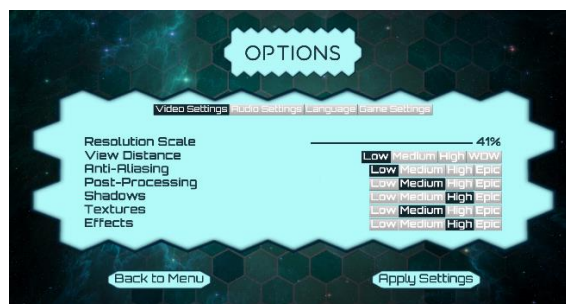 OPTIONS
Video Settings Audio Settings Language Game Settings
Resolution Scale 41%
View Distance Low Medium High WOW
Anti-Aliasing Low Medium High Epic
Post-Processing Low Medium High Epic
Shadows Low Medium High Epic
Textures Low Medium High Epic
Effects Low Medium High Epic
Back to Menu Apply Settings